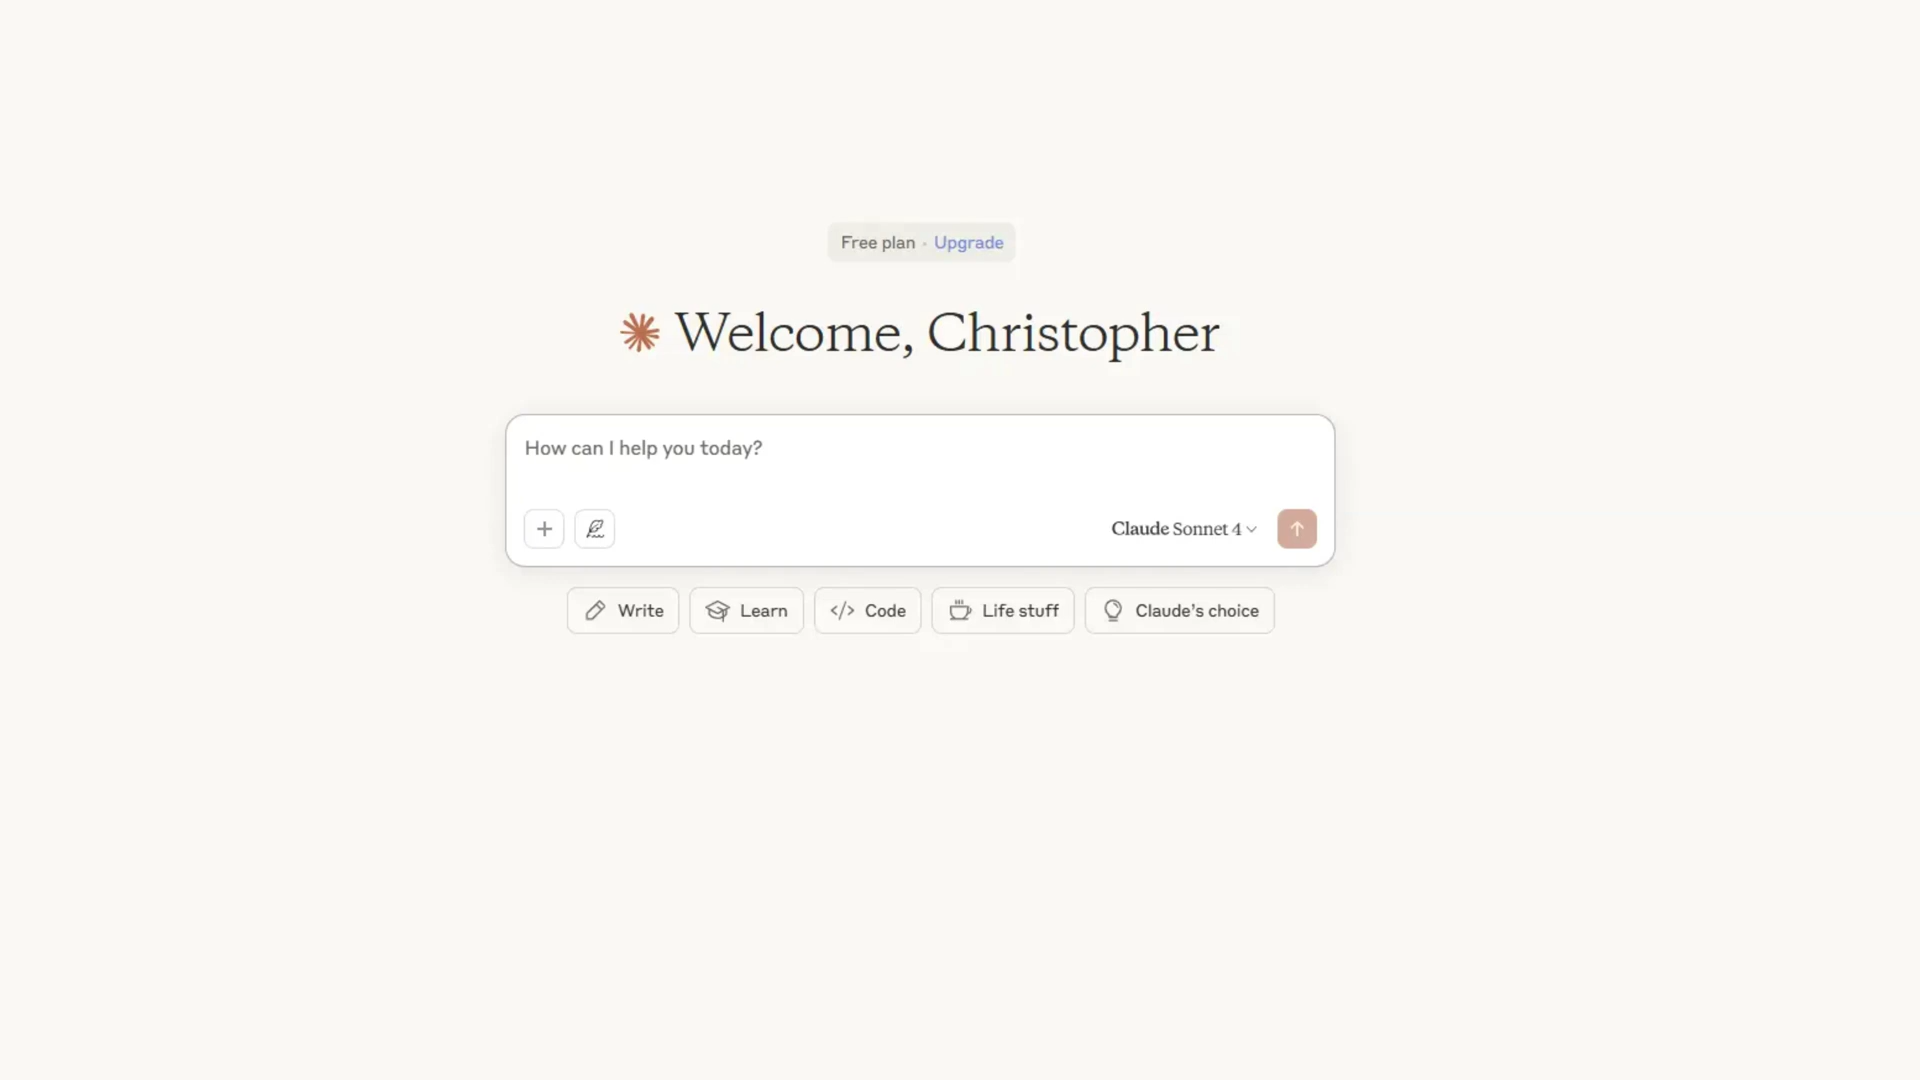 Free plan · Upgrade
Welcome, Christopher
How can I help you today?
Claude Sonnet 4
Write
Learn
</> Code
Life stuff
Claude's choice